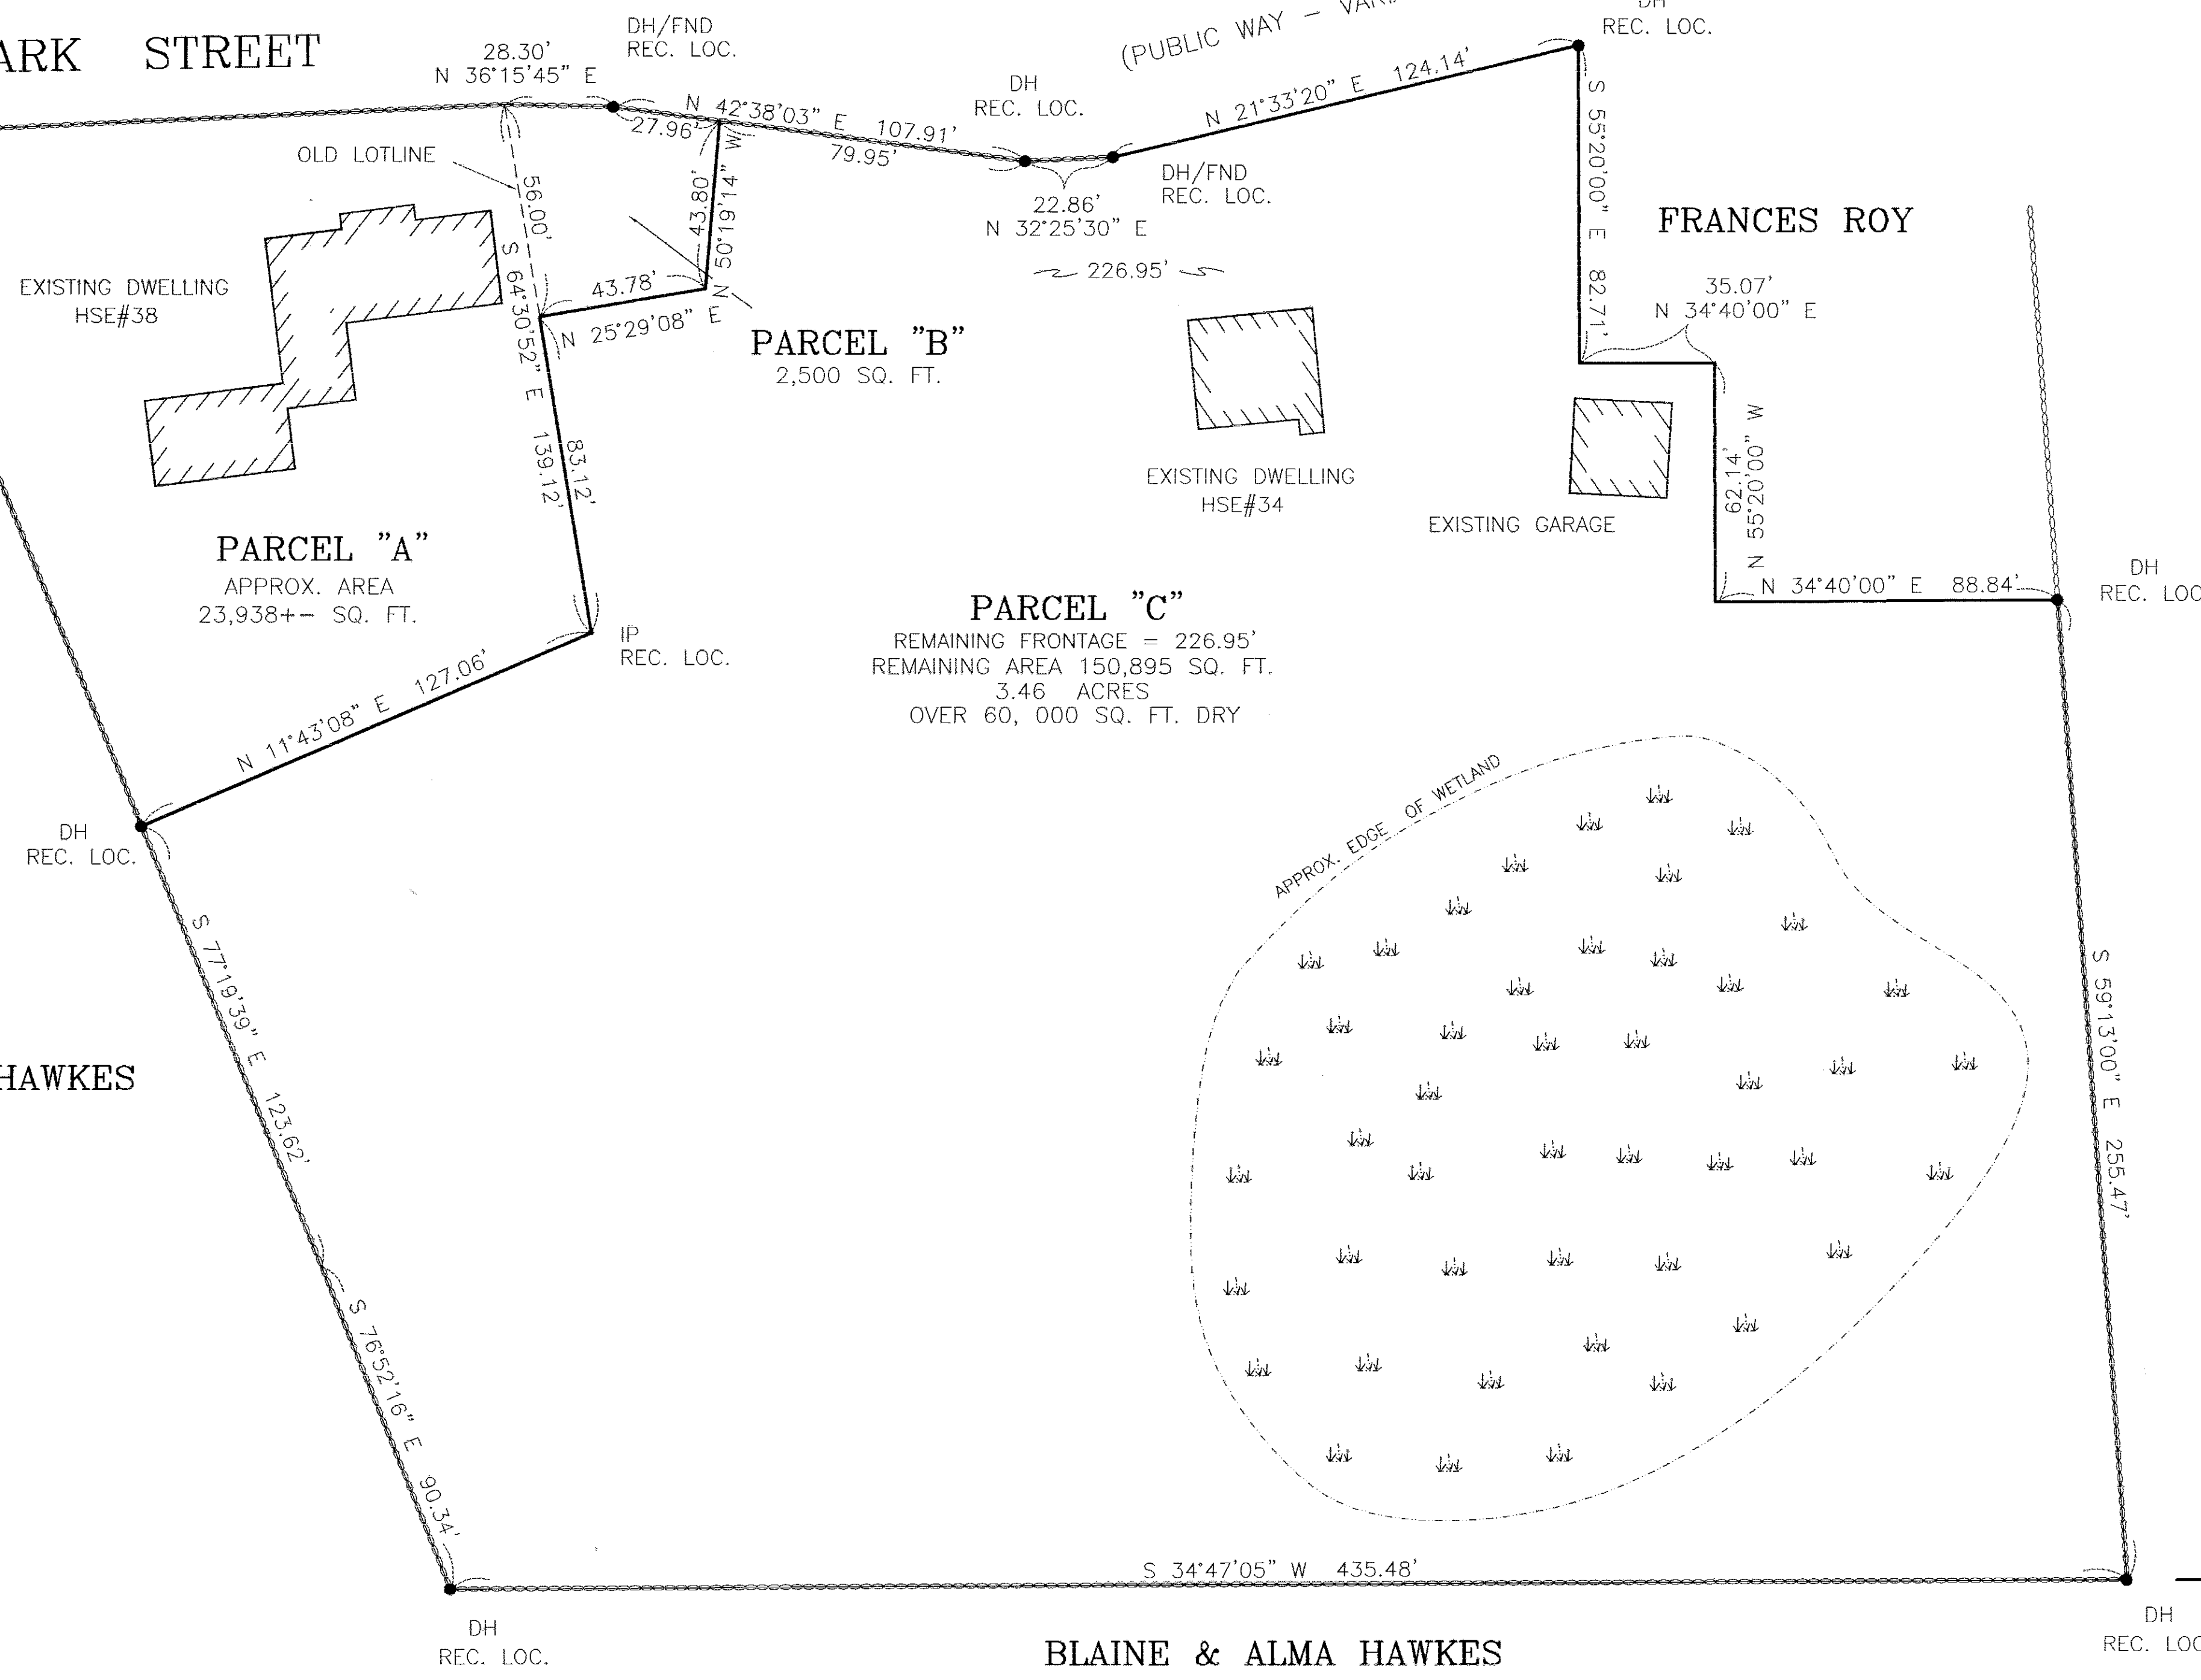 ARK STREET
28.30'
N 36°15'45" E
DH/FND
REC. LOC.
N 42°38'03" E 107.91'
27.96'
79.95'
DH
REC. LOC.
(PUBLIC WAY -
N 21°33'20" E 124.14'
DH
REC. LOC.
DH/FND
REC. LOC.
22.86'
N 32°25'30" E
226.95'
OLD LOTLINE
56.00'
S 64°30'52" E 139.12'
83.12'
43.80'
N 50°19'14" W
43.78'
N 25°29'08" E
S 55°20'00" E 82.71'
FRANCES ROY
35.07'
N 34°40'00" E
62.14'
N 55°20'00" W
N 34°40'00" E 88.84'
DH
REC. LOC
EXISTING DWELLING
HSE#38
PARCEL "B"
2,500 SQ. FT.
EXISTING DWELLING
HSE#34
EXISTING GARAGE
PARCEL "A"
APPROX. AREA
23,938+- SQ. FT.
IP
REC. LOC.
N 11°43'08" E 127.06'
PARCEL "C"
REMAINING FRONTAGE = 226.95'
REMAINING AREA 150,895 SQ. FT.
3.46 ACRES
OVER 60, 000 SQ. FT. DRY
APPROX. EDGE OF WETLAND
DH
REC. LOC.
S 77°19'39" E 123.62'
HAWKES
S 59°13'00" E 255.47'
S 76°52'16" E 90.34'
S 34°47'05" W 435.48'
DH
REC. LOC.
BLAINE & ALMA HAWKES
DH
REC. LOC